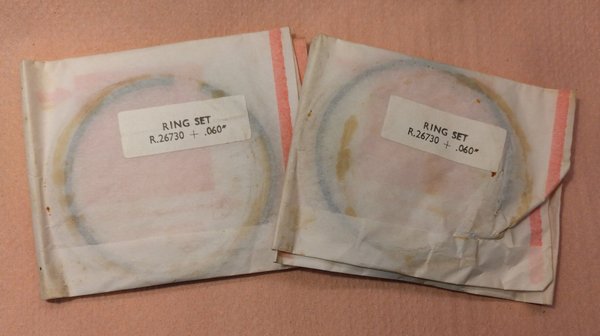 RING SET
R.26730 + .060"
RING SET
R.26730 + .060"